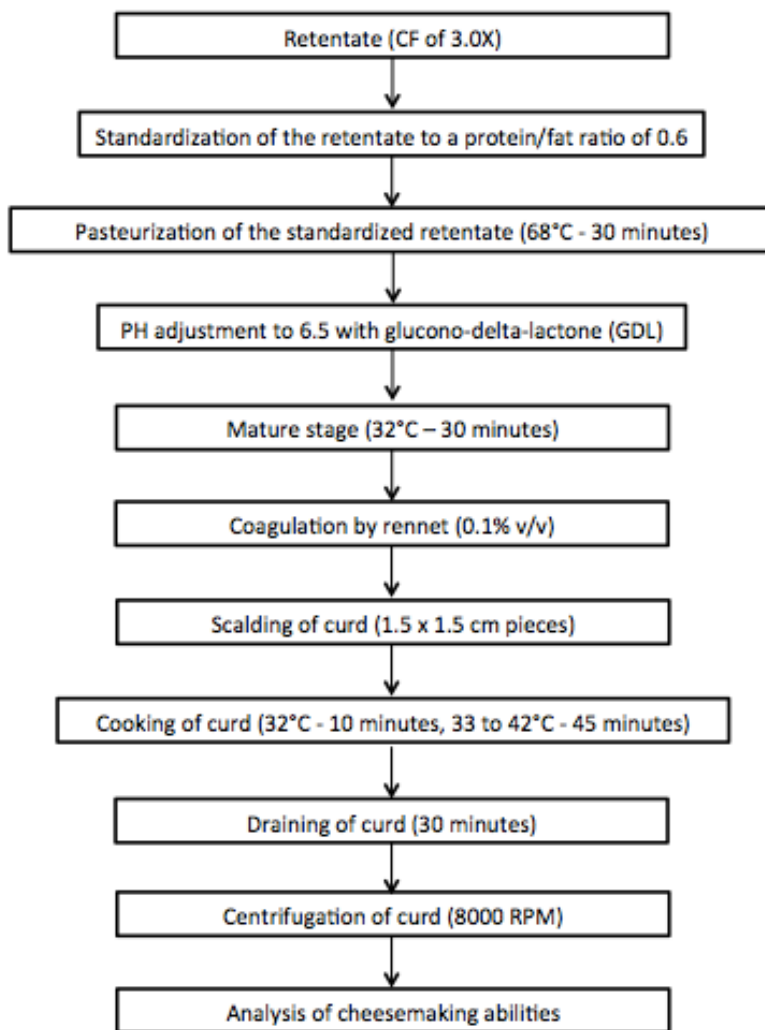 Retentate (CF of 3.0X)
Standardization of the retentate to a protein/fat ratio of 0.6
Pasteurization of the standardized retentate (68°C - 30 minutes)
PH adjustment to 6.5 with glucono-delta-lactone (GDL)
Mature stage (32°C – 30 minutes)
Coagulation by rennet (0.1% v/v)
Scalding of curd (1.5 x 1.5 cm pieces)
Cooking of curd (32°C - 10 minutes, 33 to 42°C - 45 minutes)
Draining of curd (30 minutes)
Centrifugation of curd (8000 RPM)
Analysis of cheesemaking abilities